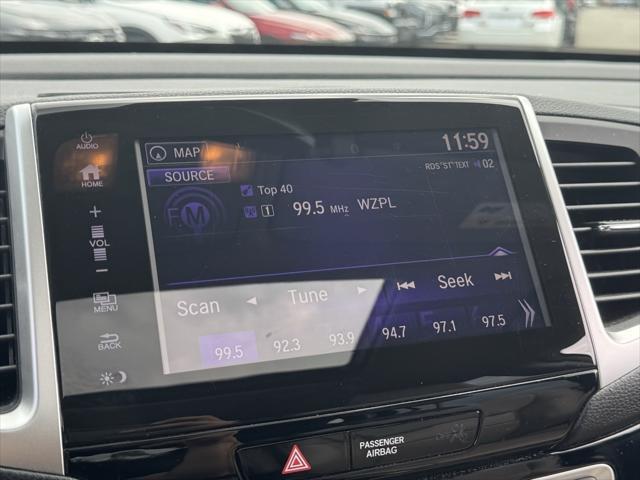 AUDIO
HOME
+
VOL
−
MENU
BACK
MAP
11:59
SOURCE
RDS "ST" TEXT 02
Top 40
FM
1 99.5 MHz WZPL
Scan Tune Seek
99.5 92.3 93.9 94.7 97.1 97.5
PASSENGER
AIRBAG